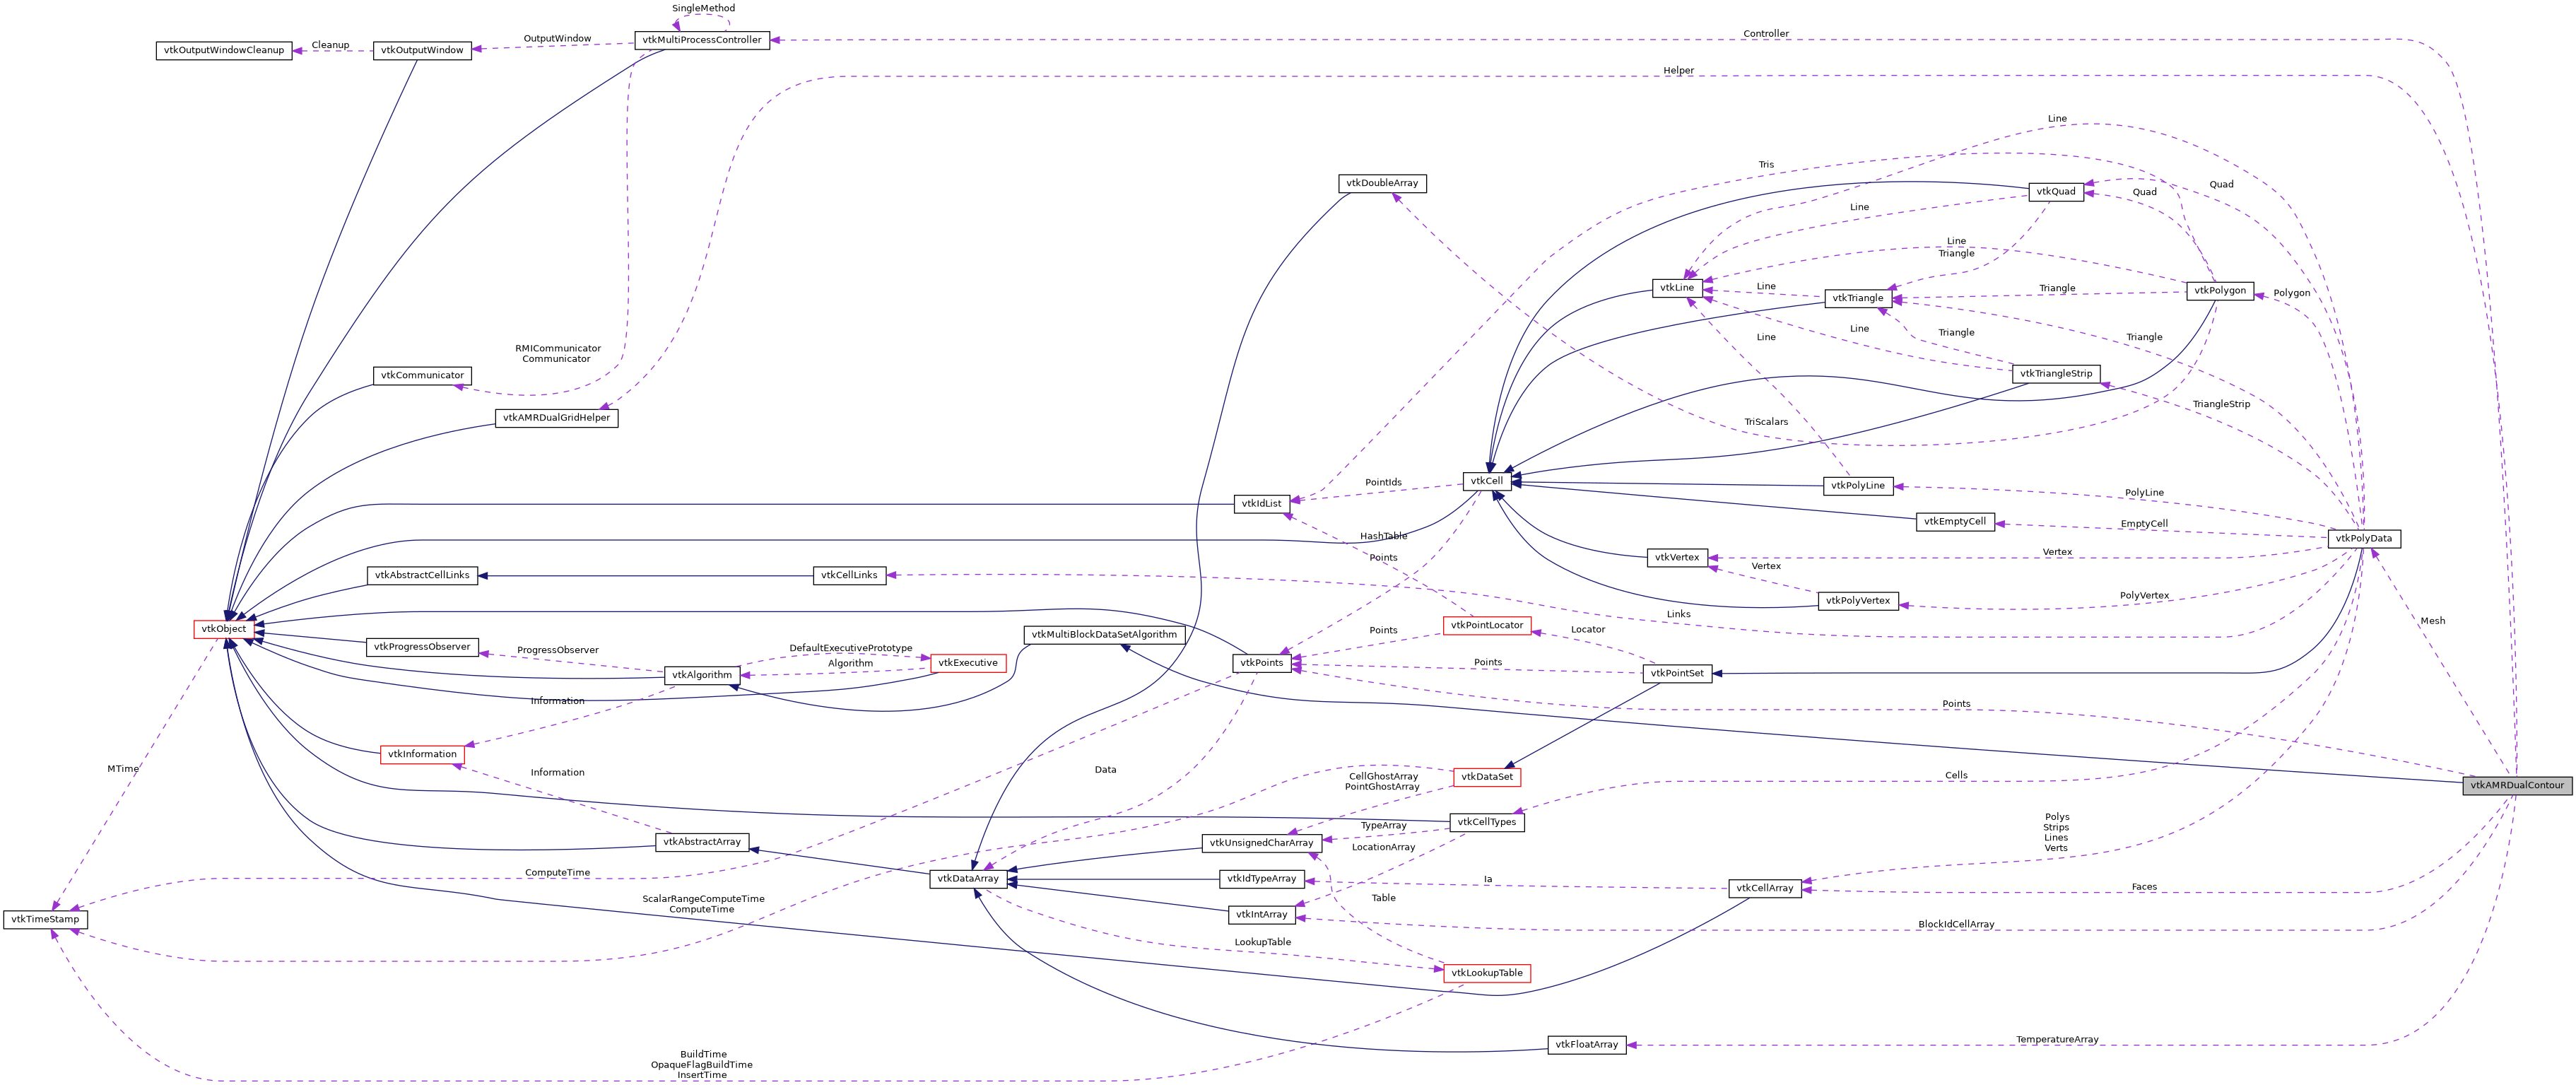 SingleMethod
vtkOutputWindowCleanup
Cleanup
vtkOutputWindow
OutputWindow
vtkMultiProcessController
Controller
Helper
Line
Tris
vtkDoubleArray
vtkQuad
Quad
Quad
Line
Line
Triangle
vtkLine
Line
vtkTriangle
Triangle
vtkPolygon
Polygon
Line
Line
Triangle
Triangle
RMICommunicator
Communicator
vtkCommunicator
vtkTriangleStrip
TriangleStrip
vtkAMRDualGridHelper
TriScalars
vtkCell
PointIds
vtkPolyLine
PolyLine
vtkIdList
vtkEmptyCell
EmptyCell
HashTable
vtkPolyData
Points
vtkVertex
Vertex
Vertex
vtkAbstractCellLinks
vtkCellLinks
vtkPolyVertex
PolyVertex
Links
vtkObject
vtkPointLocator
Locator
Points
Mesh
vtkMultiBlockDataSetAlgorithm
vtkProgressObserver
ProgressObserver
DefaultExecutivePrototype
Algorithm
vtkExecutive
vtkPoints
Points
vtkAlgorithm
vtkPointSet
Information
Points
vtkInformation
MTime
Information
Data
CellGhostArray
PointGhostArray
vtkDataSet
Cells
vtkAMRDualContour
Polys
Strips
Lines
Verts
TypeArray
vtkCellTypes
vtkAbstractArray
vtkUnsignedCharArray
LocationArray
ComputeTime
vtkDataArray
vtkIdTypeArray
Ia
vtkCellArray
Faces
ScalarRangeComputeTime
ComputeTime
Table
vtkTimeStamp
vtkIntArray
BlockIdCellArray
LookupTable
vtkLookupTable
TemperatureArray
vtkFloatArray
BuildTime
OpaqueFlagBuildTime
InsertTime